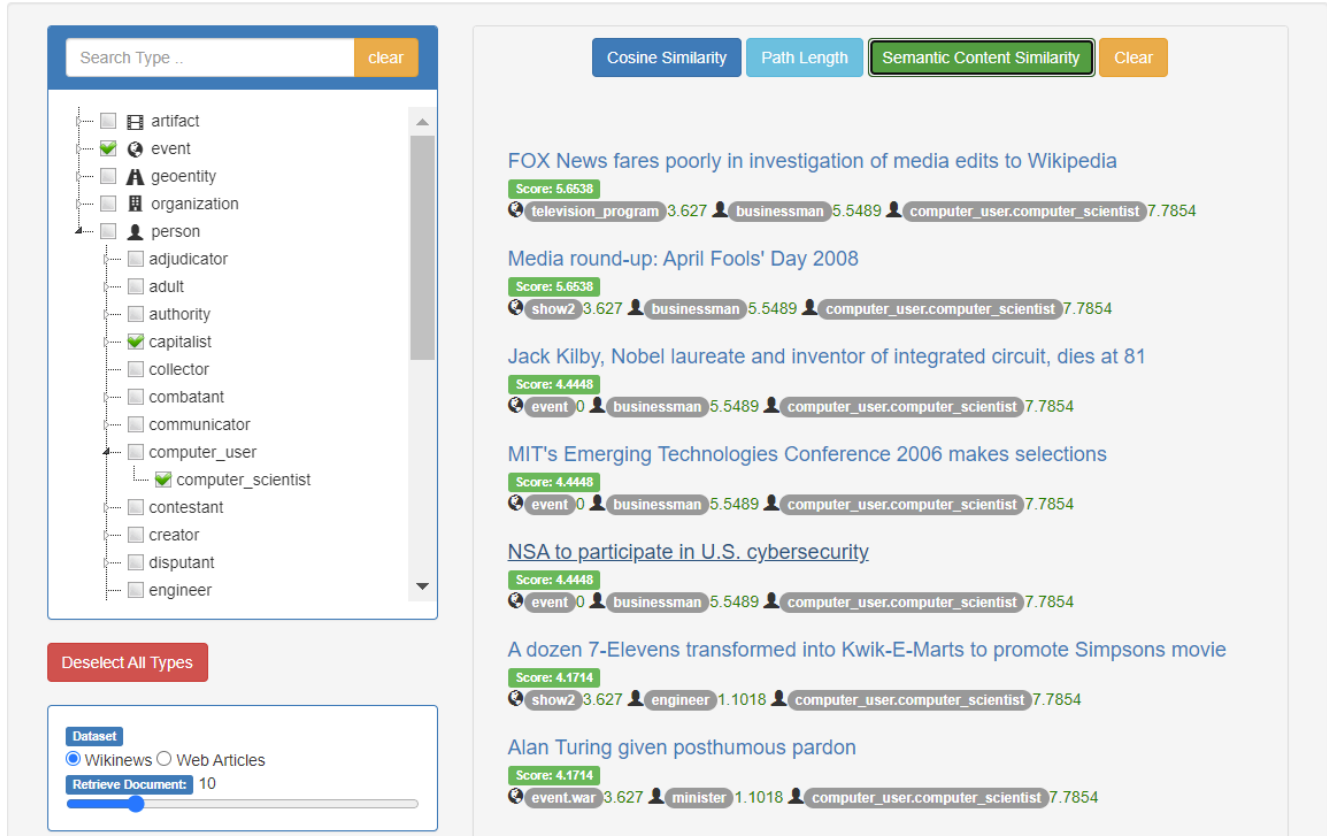 Search Type ..
clear
artifact
event
geoentity
organization
person
adjudicator
adult
authority
capitalist
collector
combatant
communicator
computer_user
computer_scientist
contestant
creator
disputant
engineer
Deselect All Types
Dataset
Wikinews Web Articles
Retrieve Document: 10
Cosine Similarity Path Length Semantic Content Similarity Clear
FOX News fares poorly in investigation of media edits to Wikipedia
Score: 5.6538
television_program 3.627 businessman 5.5489 computer_user.computer_scientist 7.7854
Media round-up: April Fools' Day 2008
Score: 5.6538
show2 3.627 businessman 5.5489 computer_user.computer_scientist 7.7854
Jack Kilby, Nobel laureate and inventor of integrated circuit, dies at 81
Score: 4.4448
event 0 businessman 5.5489 computer_user.computer_scientist 7.7854
MIT's Emerging Technologies Conference 2006 makes selections
Score: 4.4448
event 0 businessman 5.5489 computer_user.computer_scientist 7.7854
NSA to participate in U.S. cybersecurity
Score: 4.4448
event 0 businessman 5.5489 computer_user.computer_scientist 7.7854
A dozen 7-Elevens transformed into Kwik-E-Marts to promote Simpsons movie
Score: 4.1714
show2 3.627 engineer 1.1018 computer_user.computer_scientist 7.7854
Alan Turing given posthumous pardon
Score: 4.1714
event.war 3.627 minister 1.1018 computer_user.computer_scientist 7.7854